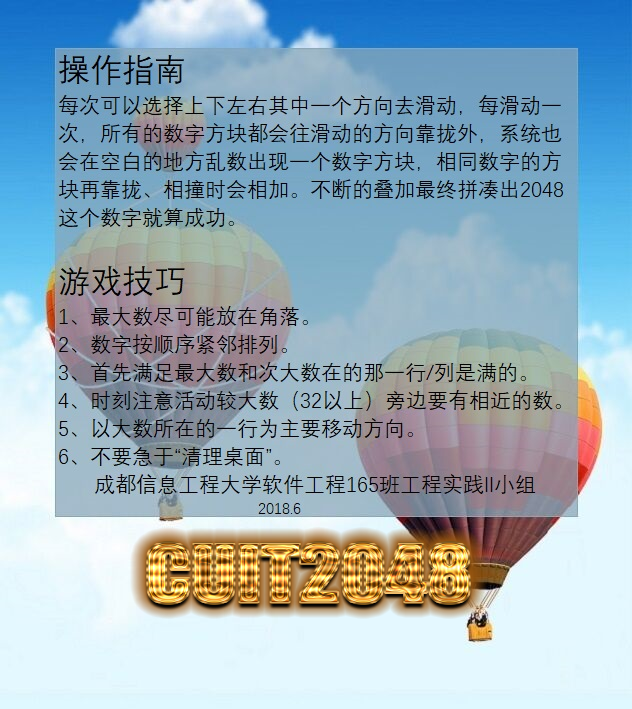 操作指南
每次可以选择上下左右其中一个方向去滑动，每滑动一
次，所有的数字方块都会往滑动的方向靠拢外，系统也
会在空白的地方乱数出现一个数字方块，相同数字的方
块再靠拢、相撞时会相加。不断的叠加最终拼凑出2048
这个数字就算成功。
游戏技巧
1、最大数尽可能放在角落。
2、数字按顺序紧邻排列。
3、首先满足最大数和次大数在的那一行/列是满的。
4、时刻注意活动较大数（32以上）旁边要有相近的数。
5、以大数所在的一行为主要移动方向。
6、不要急于“清理桌面”。
成都信息工程大学软件工程165班工程实践II小组
2018.6
CUIT2048